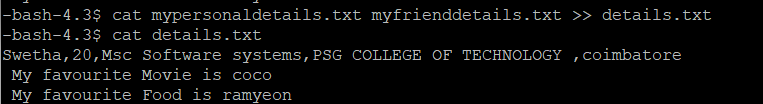 -bash-4.3$ cat mypersonaldetails.txt myfrienddetails.txt >> details.txt
-bash-4.3$ cat details.txt
Swetha,20,Msc Software systems,PSG COLLEGE OF TECHNOLOGY ,coimbatore
 My favourite Movie is coco
 My favourite Food is ramyeon